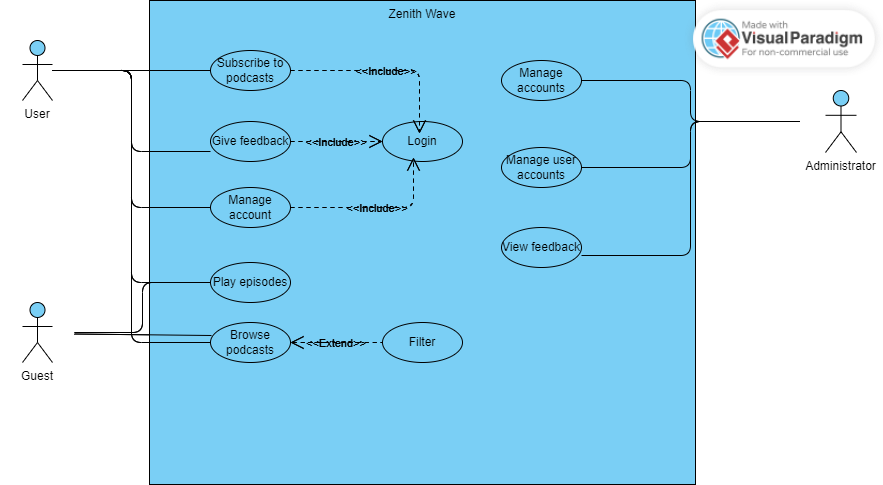 Zenith Wave
Made with
Visual Paradigm
For non-commercial use
User
Subscribe to
podcasts
<<Include>>
Manage
accounts
Administrator
Give feedback
<<Include>>
Login
Manage user
accounts
Manage
account
<<Include>>
View feedback
Play episodes
Guest
Browse
podcasts
<<Extend>>
Filter